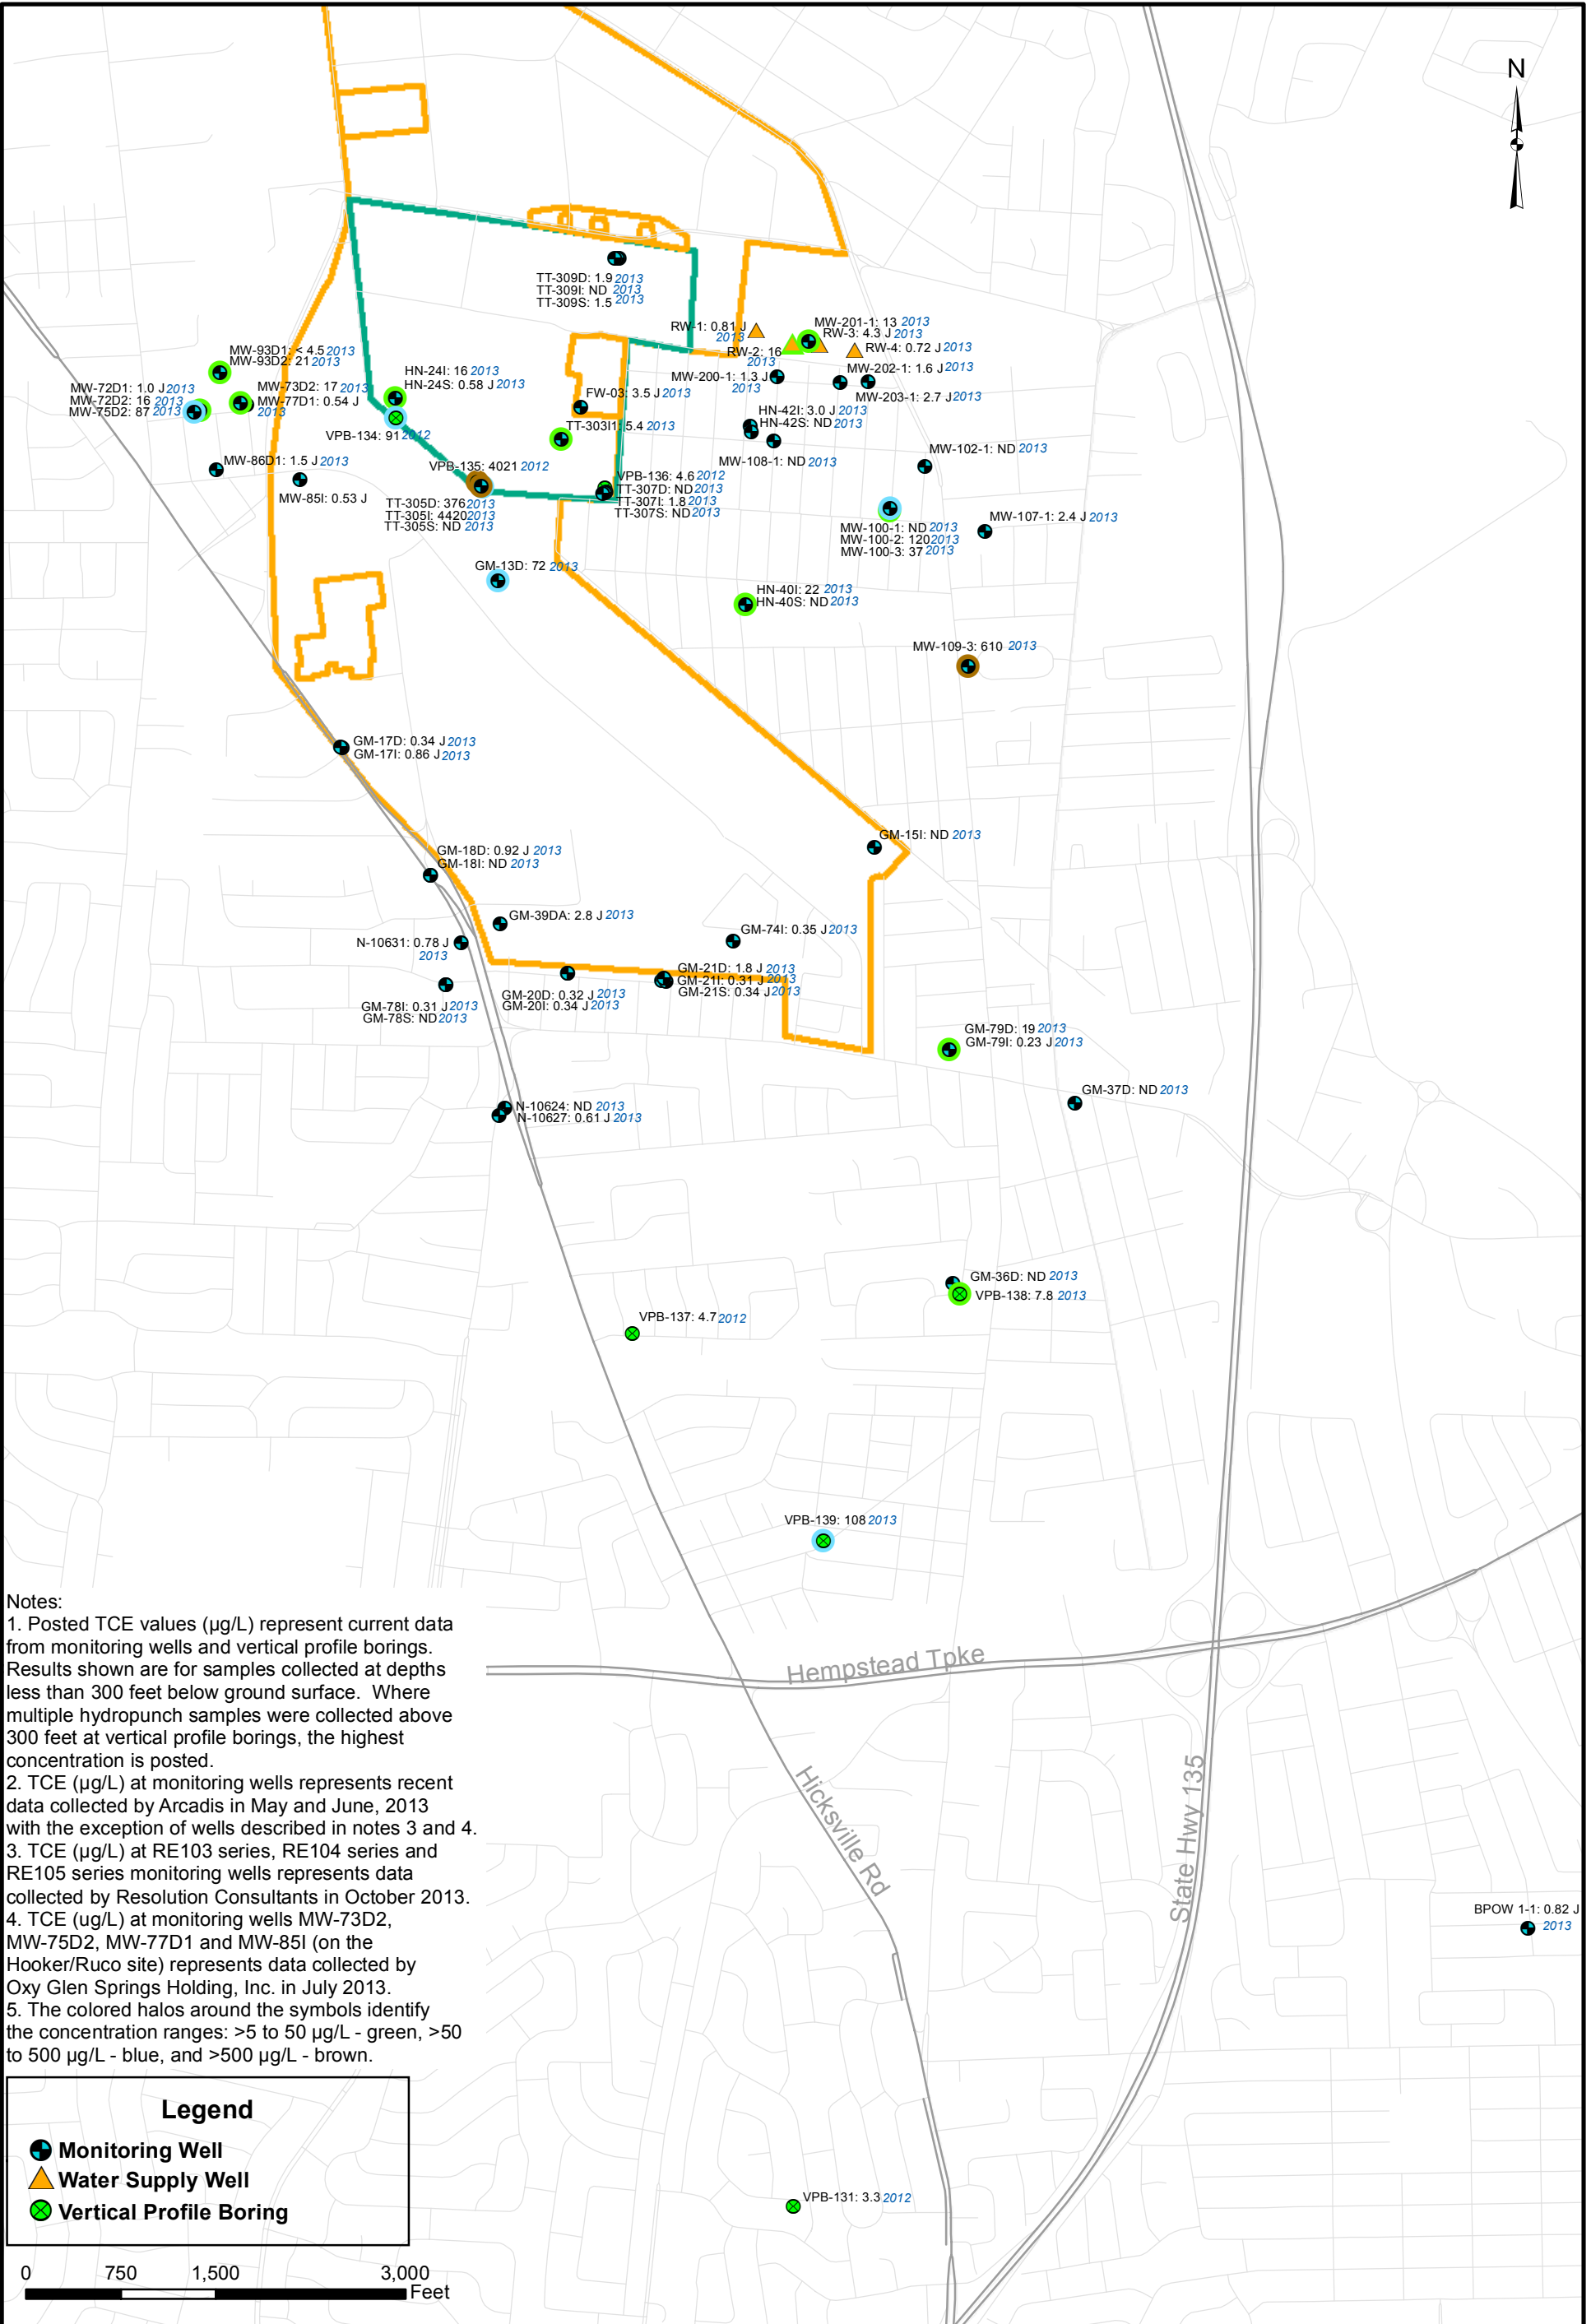 N
TT-309D: 1.9 2013
TT-309I: ND 2013
TT-309S: 1.5 2013
RW-1: 0.81 J
2013
MW-201-1: 13 2013
RW-3: 4.3 J 2013
RW-2: 16
2013
RW-4: 0.72 J 2013
MW-200-1: 1.3 J
2013
MW-202-1: 1.6 J 2013
MW-203-1: 2.7 J 2013
MW-93D1: < 4.5 2013
MW-93D2: 21 2013
MW-72D1: 1.0 J 2013
MW-72D2: 16 2013
MW-75D2: 87 2013
MW-73D2: 17 2013
MW-77D1: 0.54 J
2013
HN-24I: 16 2013
HN-24S: 0.58 J 2013
FW-03: 3.5 J 2013
HN-42I: 3.0 J 2013
HN-42S: ND 2013
TT-303I1: 5.4 2013
VPB-134: 91 2012
MW-108-1: ND 2013
MW-102-1: ND 2013
MW-86D1: 1.5 J 2013
MW-85I: 0.53 J
VPB-135: 4021 2012
TT-305D: 376 2013
TT-305I: 4420 2013
TT-305S: ND 2013
VPB-136: 4.6 2012
TT-307D: ND 2013
TT-307I: 1.8 2013
TT-307S: ND 2013
MW-100-1: ND 2013
MW-100-2: 120 2013
MW-100-3: 37 2013
MW-107-1: 2.4 J 2013
GM-13D: 72 2013
HN-40I: 22 2013
HN-40S: ND 2013
MW-109-3: 610 2013
GM-17D: 0.34 J 2013
GM-17I: 0.86 J 2013
GM-15I: ND 2013
GM-18D: 0.92 J 2013
GM-18I: ND 2013
GM-39DA: 2.8 J 2013
N-10631: 0.78 J
2013
GM-74I: 0.35 J 2013
GM-21D: 1.8 J 2013
GM-21I: 0.31 J 2013
GM-21S: 0.34 J 2013
GM-20D: 0.32 J 2013
GM-20I: 0.34 J 2013
GM-78I: 0.31 J 2013
GM-78S: ND 2013
GM-79D: 19 2013
GM-79I: 0.23 J 2013
GM-37D: ND 2013
N-10624: ND 2013
N-10627: 0.61 J 2013
GM-36D: ND 2013
VPB-138: 7.8 2013
VPB-137: 4.7 2012
VPB-139: 108 2013
Hempstead Tpke
Hicksville Rd
State Hwy 135
BPOW 1-1: 0.82 J
2013
VPB-131: 3.3 2012
Notes:
1. Posted TCE values (µg/L) represent current data
from monitoring wells and vertical profile borings.
Results shown are for samples collected at depths
less than 300 feet below ground surface. Where
multiple hydropunch samples were collected above
300 feet at vertical profile borings, the highest
concentration is posted.
2. TCE (µg/L) at monitoring wells represents recent
data collected by Arcadis in May and June, 2013
with the exception of wells described in notes 3 and 4.
3. TCE (µg/L) at RE103 series, RE104 series and
RE105 series monitoring wells represents data
collected by Resolution Consultants in October 2013.
4. TCE (ug/L) at monitoring wells MW-73D2,
MW-75D2, MW-77D1 and MW-85I (on the
Hooker/Ruco site) represents data collected by
Oxy Glen Springs Holding, Inc. in July 2013.
5. The colored halos around the symbols identify
the concentration ranges: >5 to 50 µg/L - green, >50
to 500 µg/L - blue, and >500 µg/L - brown.
Legend
Monitoring Well
Water Supply Well
Vertical Profile Boring
0 750 1,500 3,000
Feet